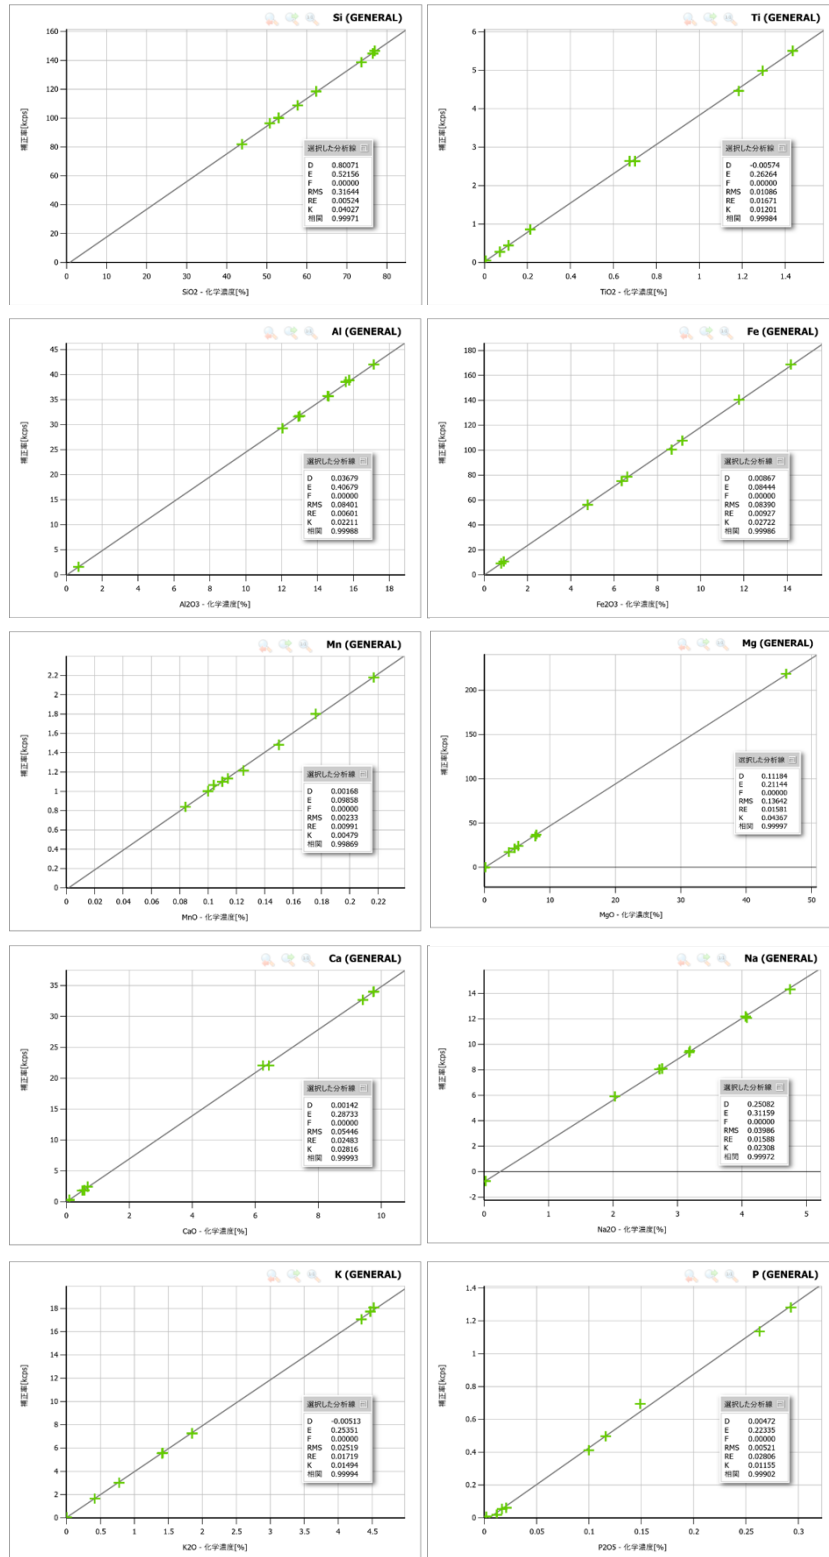 Si (GENERAL)
補正率[kcps]
160
140
120
100
80
60
40
20
0
0 10 20 30 40 50 60 70 80
SiO2 - 化学濃度[%]
選択した分析線
D 0.80071
E 0.52156
F 0.00000
RMS 0.31644
RE 0.00524
K 0.04027
相関 0.99971
Ti (GENERAL)
補正率[kcps]
6
5
4
3
2
1
0
0 0.2 0.4 0.6 0.8 1 1.2 1.4
TiO2 - 化学濃度[%]
選択した分析線
D -0.00574
E 0.26264
F 0.00000
RMS 0.01086
RE 0.01671
K 0.01201
相関 0.99984
Al (GENERAL)
補正率[kcps]
45
40
35
30
25
20
15
10
5
0
0 2 4 6 8 10 12 14 16 18
Al2O3 - 化学濃度[%]
選択した分析線
D 0.03679
E 0.40679
F 0.00000
RMS 0.08401
RE 0.00601
K 0.02211
相関 0.99988
Fe (GENERAL)
補正率[kcps]
180
160
140
120
100
80
60
40
20
0
0 2 4 6 8 10 12 14
Fe2O3 - 化学濃度[%]
選択した分析線
D 0.00867
E 0.08444
F 0.00000
RMS 0.08390
RE 0.00927
K 0.02722
相関 0.99986
Mn (GENERAL)
補正率[kcps]
2.2
2
1.8
1.6
1.4
1.2
1
0.8
0.6
0.4
0.2
0
0 0.02 0.04 0.06 0.08 0.1 0.12 0.14 0.16 0.18 0.2 0.22
MnO - 化学濃度[%]
選択した分析線
D 0.00168
E 0.09858
F 0.00000
RMS 0.00233
RE 0.00991
K 0.00479
相関 0.99869
Mg (GENERAL)
補正率[kcps]
200
150
100
50
0
0 10 20 30 40 50
MgO - 化学濃度[%]
選択した分析線
D 0.11184
E 0.21144
F 0.00000
RMS 0.13642
RE 0.01581
K 0.04367
相関 0.99997
Ca (GENERAL)
補正率[kcps]
35
30
25
20
15
10
5
0
0 2 4 6 8 10
CaO - 化学濃度[%]
選択した分析線
D 0.00142
E 0.28733
F 0.00000
RMS 0.05446
RE 0.02483
K 0.02816
相関 0.99993
Na (GENERAL)
補正率[kcps]
14
12
10
8
6
4
2
0
-2
0 1 2 3 4 5
Na2O - 化学濃度[%]
選択した分析線
D 0.25082
E 0.31159
F 0.00000
RMS 0.03986
RE 0.01588
K 0.02308
相関 0.99972
K (GENERAL)
補正率[kcps]
18
16
14
12
10
8
6
4
2
0
0 0.5 1 1.5 2 2.5 3 3.5 4 4.5
K2O - 化学濃度[%]
選択した分析線
D -0.00513
E 0.25351
F 0.00000
RMS 0.02519
RE 0.01719
K 0.01494
相関 0.99994
P (GENERAL)
補正率[kcps]
1.4
1.2
1
0.8
0.6
0.4
0.2
0
0 0.05 0.1 0.15 0.2 0.25 0.3
P2O5 - 化学濃度[%]
選択した分析線
D 0.00472
E 0.22335
F 0.00000
RMS 0.00521
RE 0.02806
K 0.01155
相関 0.99902